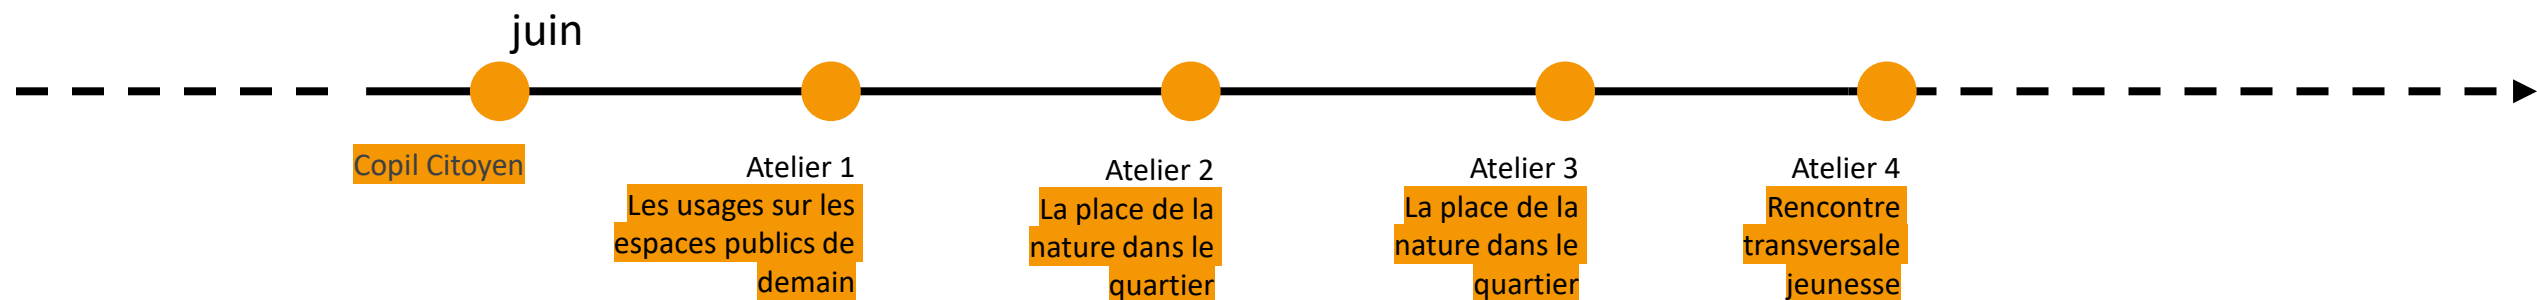 juin
Copil Citoyen
Atelier 1
Les usages sur les
espaces publics de
demain
Atelier 2
La place de la
nature dans le
quartier
Atelier 3
La place de la
nature dans le
quartier
Atelier 4
Rencontre
transversale
jeunesse